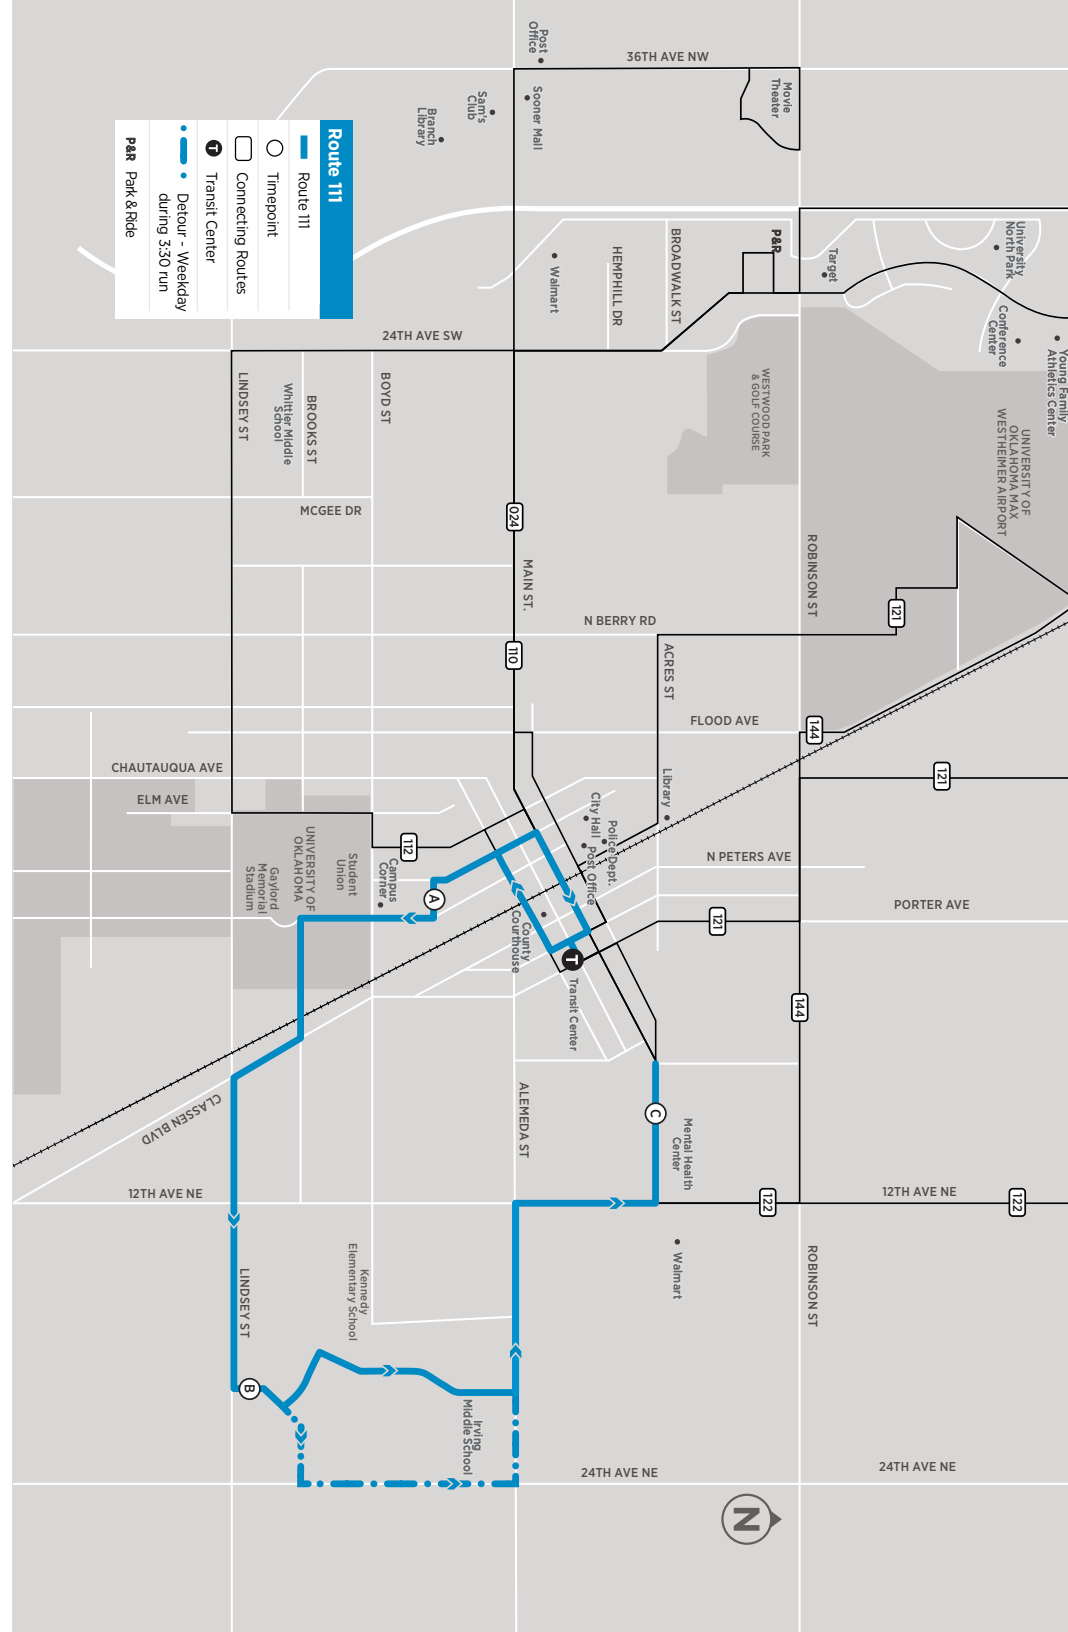 Route 111
Route 111
Timepoint
Connecting Routes
T Transit Center
Detour - Weekday
during 3:30 run
P&R Park & Ride
Post
Office
36TH AVE NW
Movie
Theater
Sooner Mall
Sam's
Club
Branch
Library
University
North Park
P&R
Target
BROADWALK ST
HEMPHILL DR
Walmart
Conference
Center
Young Family
Athletics Center
24TH AVE SW
WESTWOOD PARK
& GOLF COURSE
UNIVERSITY OF
OKLAHOMA MAX
WESTHEIMER AIRPORT
LINDSEY ST
BROOKS ST
Whittier Middle
School
BOYD ST
MCGEE DR
024
MAIN ST.
ROBINSON ST
121
N BERRY RD
110
ACRES ST
FLOOD AVE
144
121
CHAUTAUQUA AVE
ELM AVE
Library
City Hall
Police Dept.
Post Office
112
N PETERS AVE
PORTER AVE
UNIVERSITY OF
OKLAHOMA
Gaylord
Memorial
Stadium
Student
Union
Campus
Corner
A
County
Courthouse
121
T
Transit Center
144
CLASSEN BLVD
ALEMEDA ST
C
Mental Health
Center
12TH AVE NE
122
12TH AVE NE
122
Walmart
ROBINSON ST
LINDSEY ST
Kennedy
Elementary School
B
Irving
Middle School
24TH AVE NE
24TH AVE NE
N